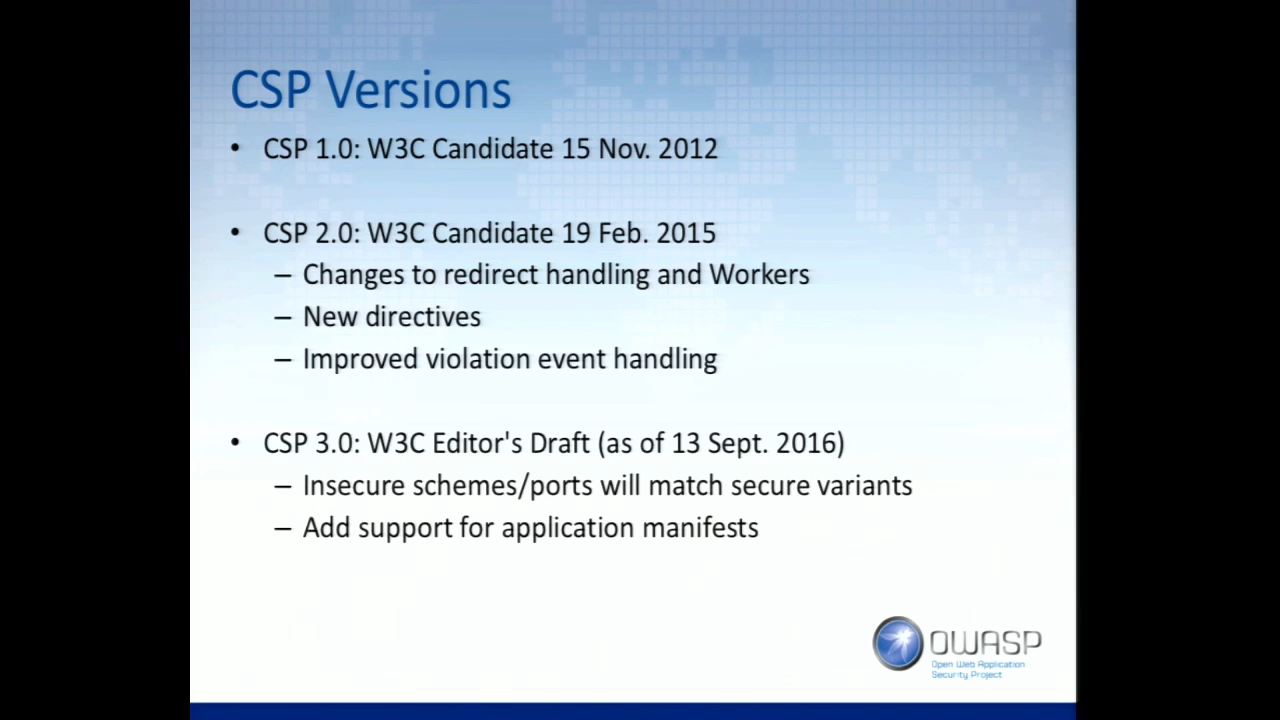 CSP Versions
• CSP 1.0: W3C Candidate 15 Nov. 2012
• CSP 2.0: W3C Candidate 19 Feb. 2015
– Changes to redirect handling and Workers
– New directives
– Improved violation event handling
• CSP 3.0: W3C Editor's Draft (as of 13 Sept. 2016)
– Insecure schemes/ports will match secure variants
– Add support for application manifests
OWASP
Open Web Application
Security Project